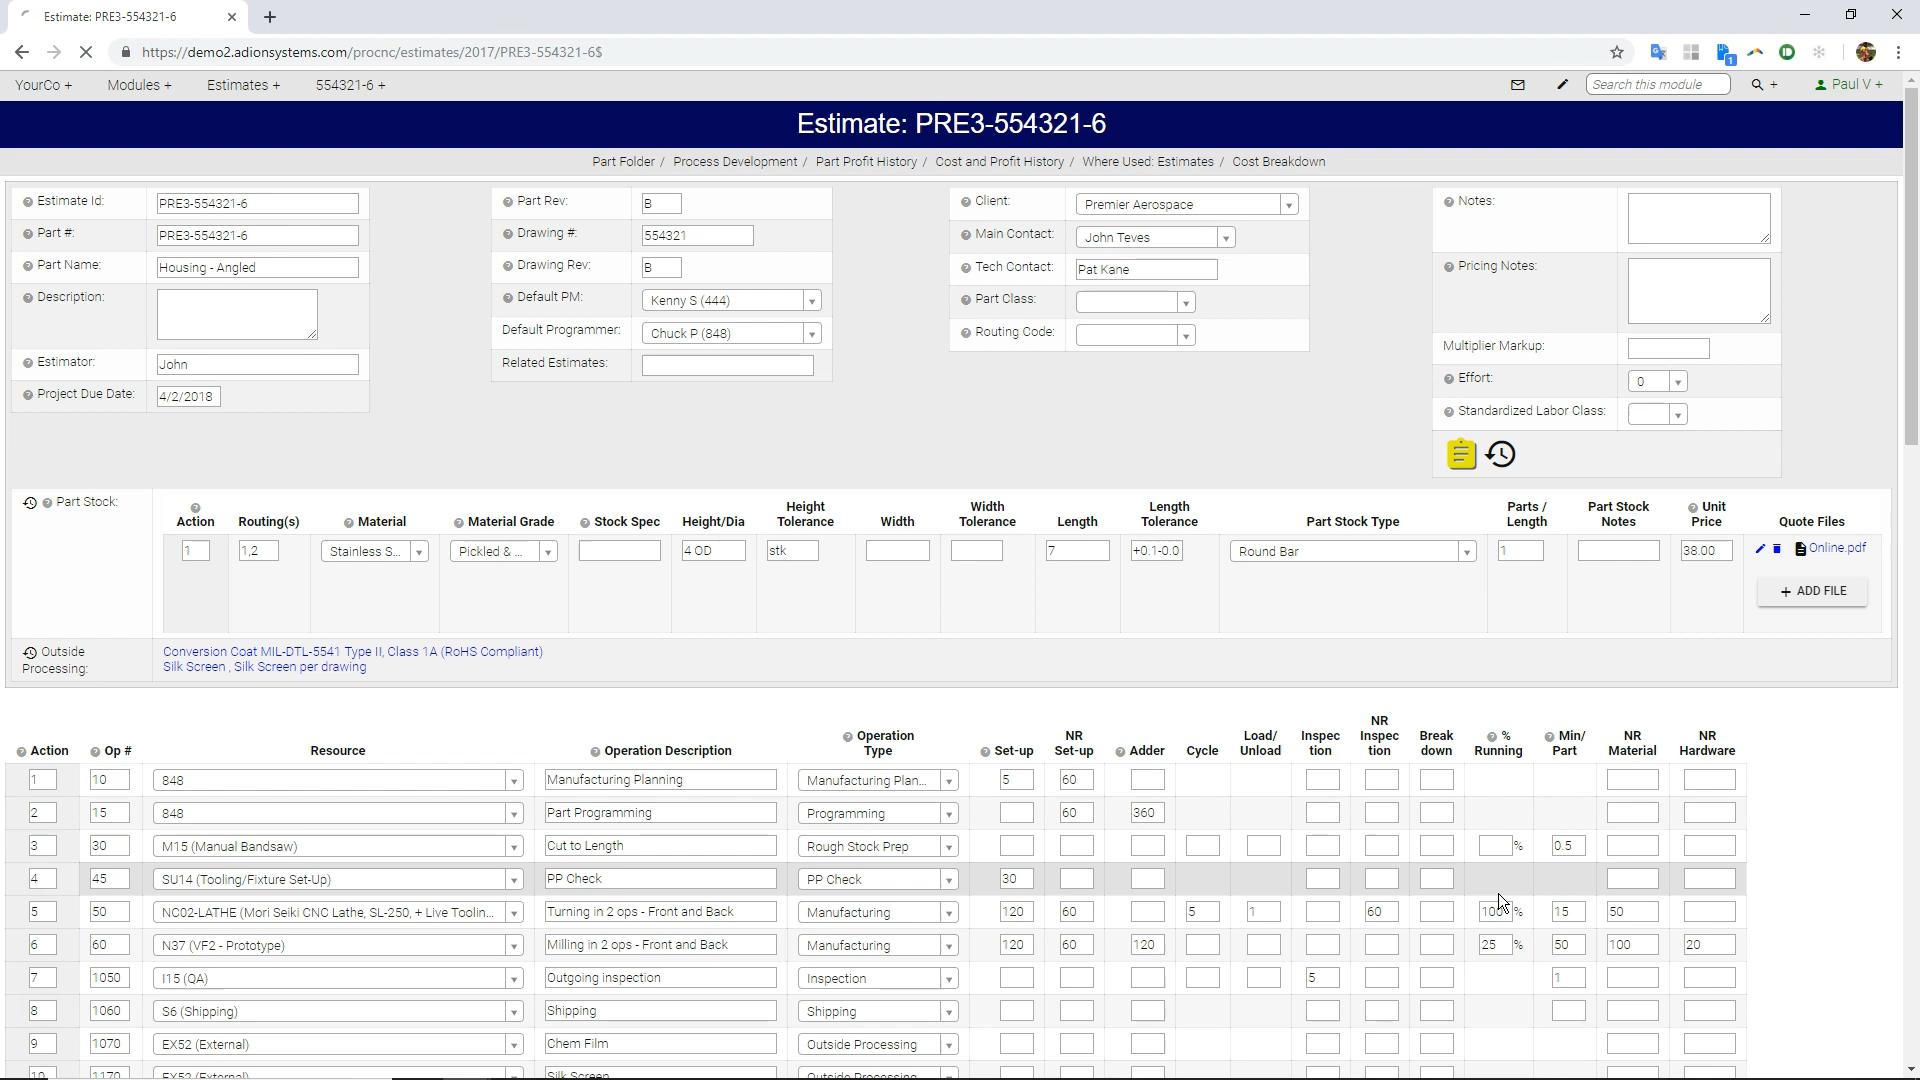 Estimate: PRE3-554321-6
https://demo2.adionsystems.com/procnc/estimates/2017/PRE3-554321-6$
1
YourCo + Modules + Estimates + 554321-6 + Search this module + Paul V +
Estimate: PRE3-554321-6
Part Folder / Process Development / Part Profit History / Cost and Profit History / Where Used: Estimates / Cost Breakdown
Estimate Id: PRE3-554321-6 Part Rev: B Client: Premier Aerospace Notes:
Part #: PRE3-554321-6 Drawing #: 554321 Main Contact: John Teves
Part Name: Housing - Angled Drawing Rev: B Tech Contact: Pat Kane Pricing Notes:
Description: Default PM: Kenny S (444) Part Class:
Default Programmer: Chuck P (848) Routing Code:
Multiplier Markup:
Estimator: John Related Estimates:
Effort: 0
Project Due Date: 4/2/2018
Standardized Labor Class:
Part Stock:
Action Routing(s) Material Material Grade Stock Spec Height/Dia Height Tolerance Width Width Tolerance Length Length Tolerance Part Stock Type Parts / Length Part Stock Notes Unit Price Quote Files
1 1,2 Stainless S... Pickled & ... 4 OD stk 7 +0.1-0.0 Round Bar 1 38.00 Online.pdf
+ ADD FILE
Outside Processing: Conversion Coat MIL-DTL-5541 Type II, Class 1A (RoHS Compliant)
Silk Screen , Silk Screen per drawing
Action Op # Resource Operation Description Operation Type Set-up NR Set-up Adder Cycle Load/ Unload Inspec tion NR Inspec tion Break down % Running Min/ Part NR Material NR Hardware
1 10 848 Manufacturing Planning Manufacturing Plan... 5 60
2 15 848 Part Programming Programming 60 360
3 30 M15 (Manual Bandsaw) Cut to Length Rough Stock Prep % 0.5
4 45 SU14 (Tooling/Fixture Set-Up) PP Check PP Check 30
5 50 NC02-LATHE (Mori Seiki CNC Lathe, SL-250, + Live Toolin... Turning in 2 ops - Front and Back Manufacturing 120 60 5 1 60 100 % 15 50
6 60 N37 (VF2 - Prototype) Milling in 2 ops - Front and Back Manufacturing 120 60 120 25 % 50 100 20
7 1050 I15 (QA) Outgoing inspection Inspection 5 1
8 1060 S6 (Shipping) Shipping Shipping
9 1070 EX52 (External) Chem Film Outside Processing
10 1170 EX52 (External) Silk Screen Outside Processing